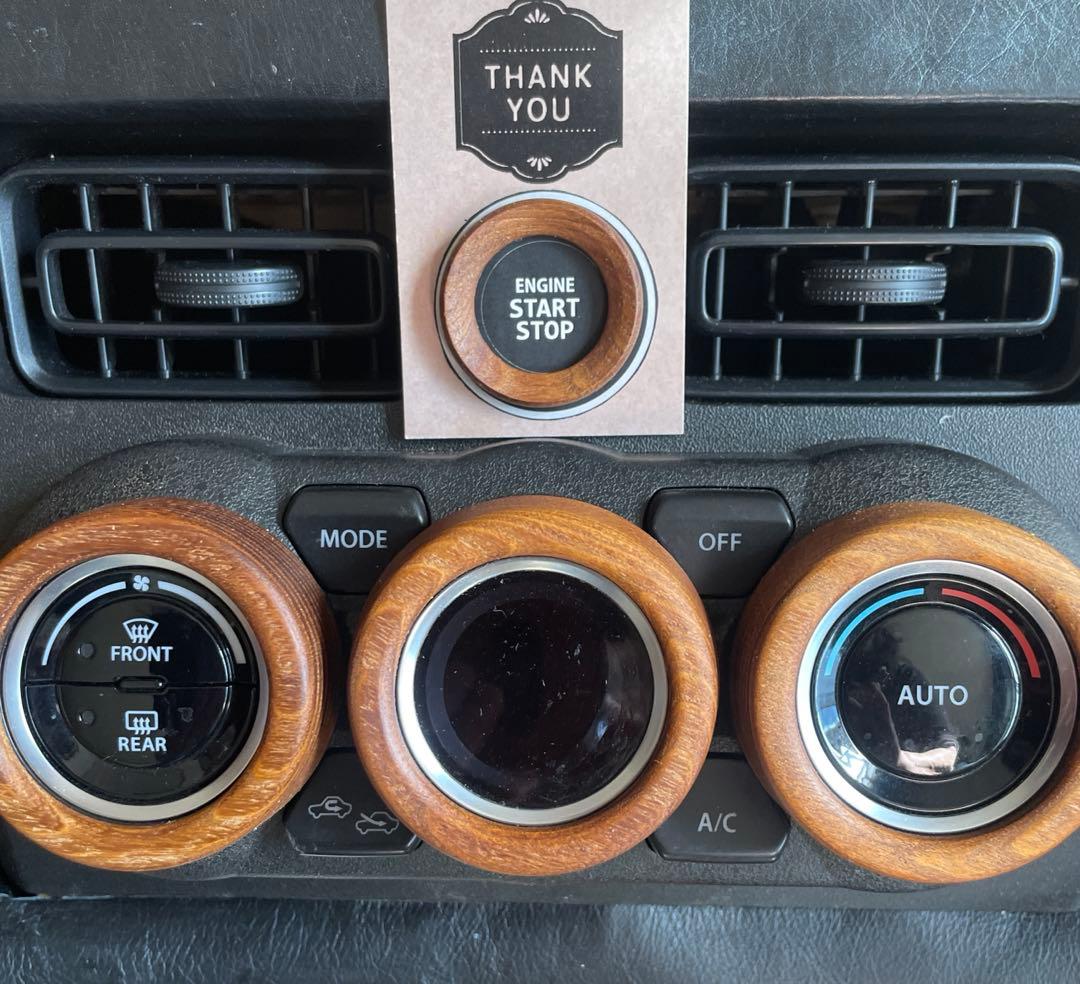 THANK
YOU
ENGINE
START
STOP
MODE
OFF
FRONT
REAR
AUTO
A/C